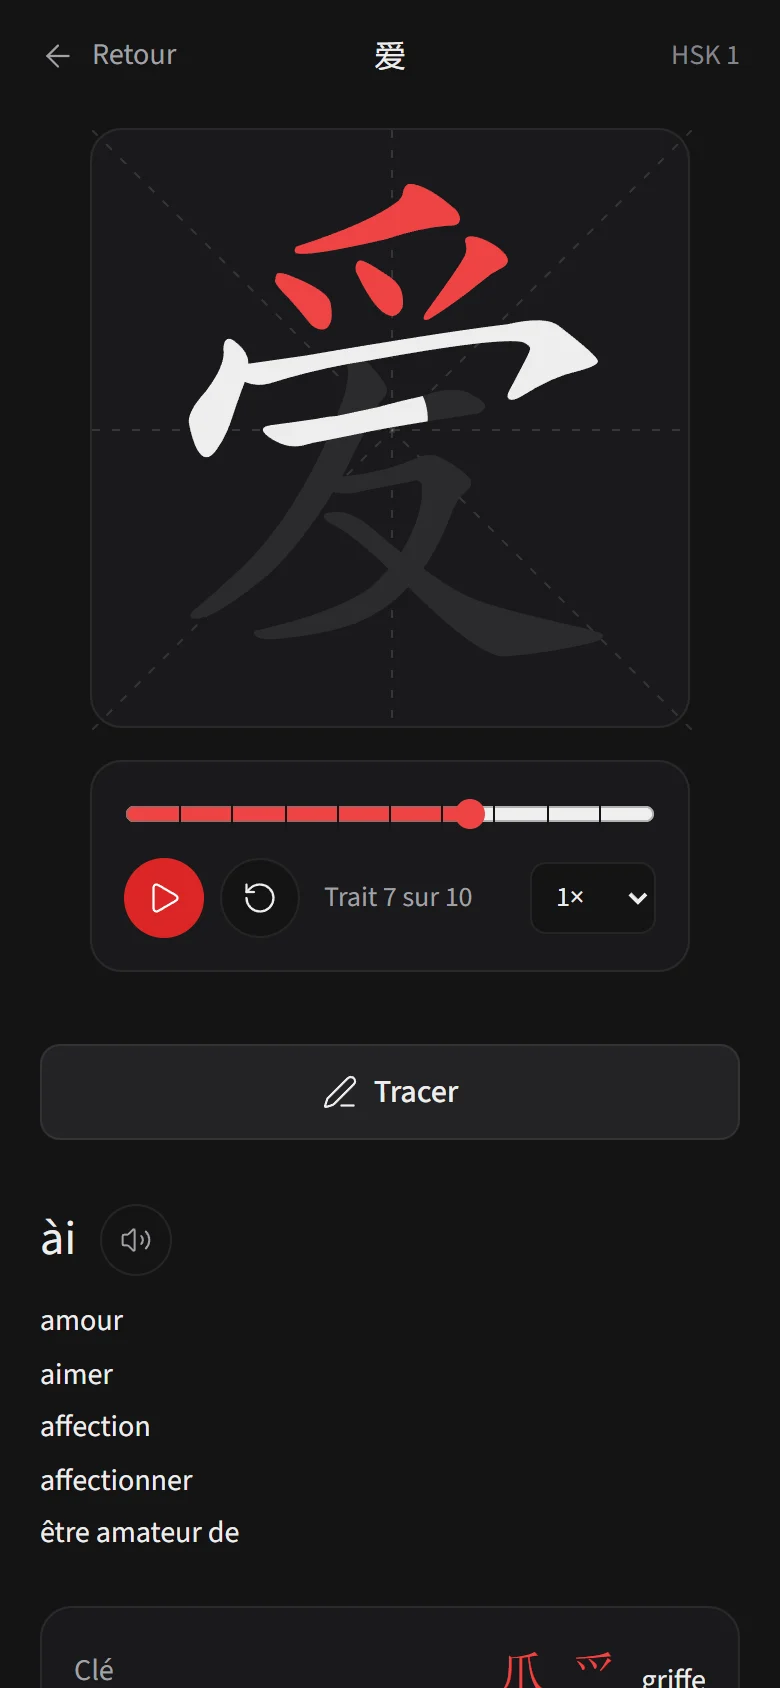 Retour
爱
HSK 1
爱
Trait 7 sur 10
1×
Tracer
ài
amour
aimer
affection
affectionner
être amateur de
Clé 爪 爫 griffe